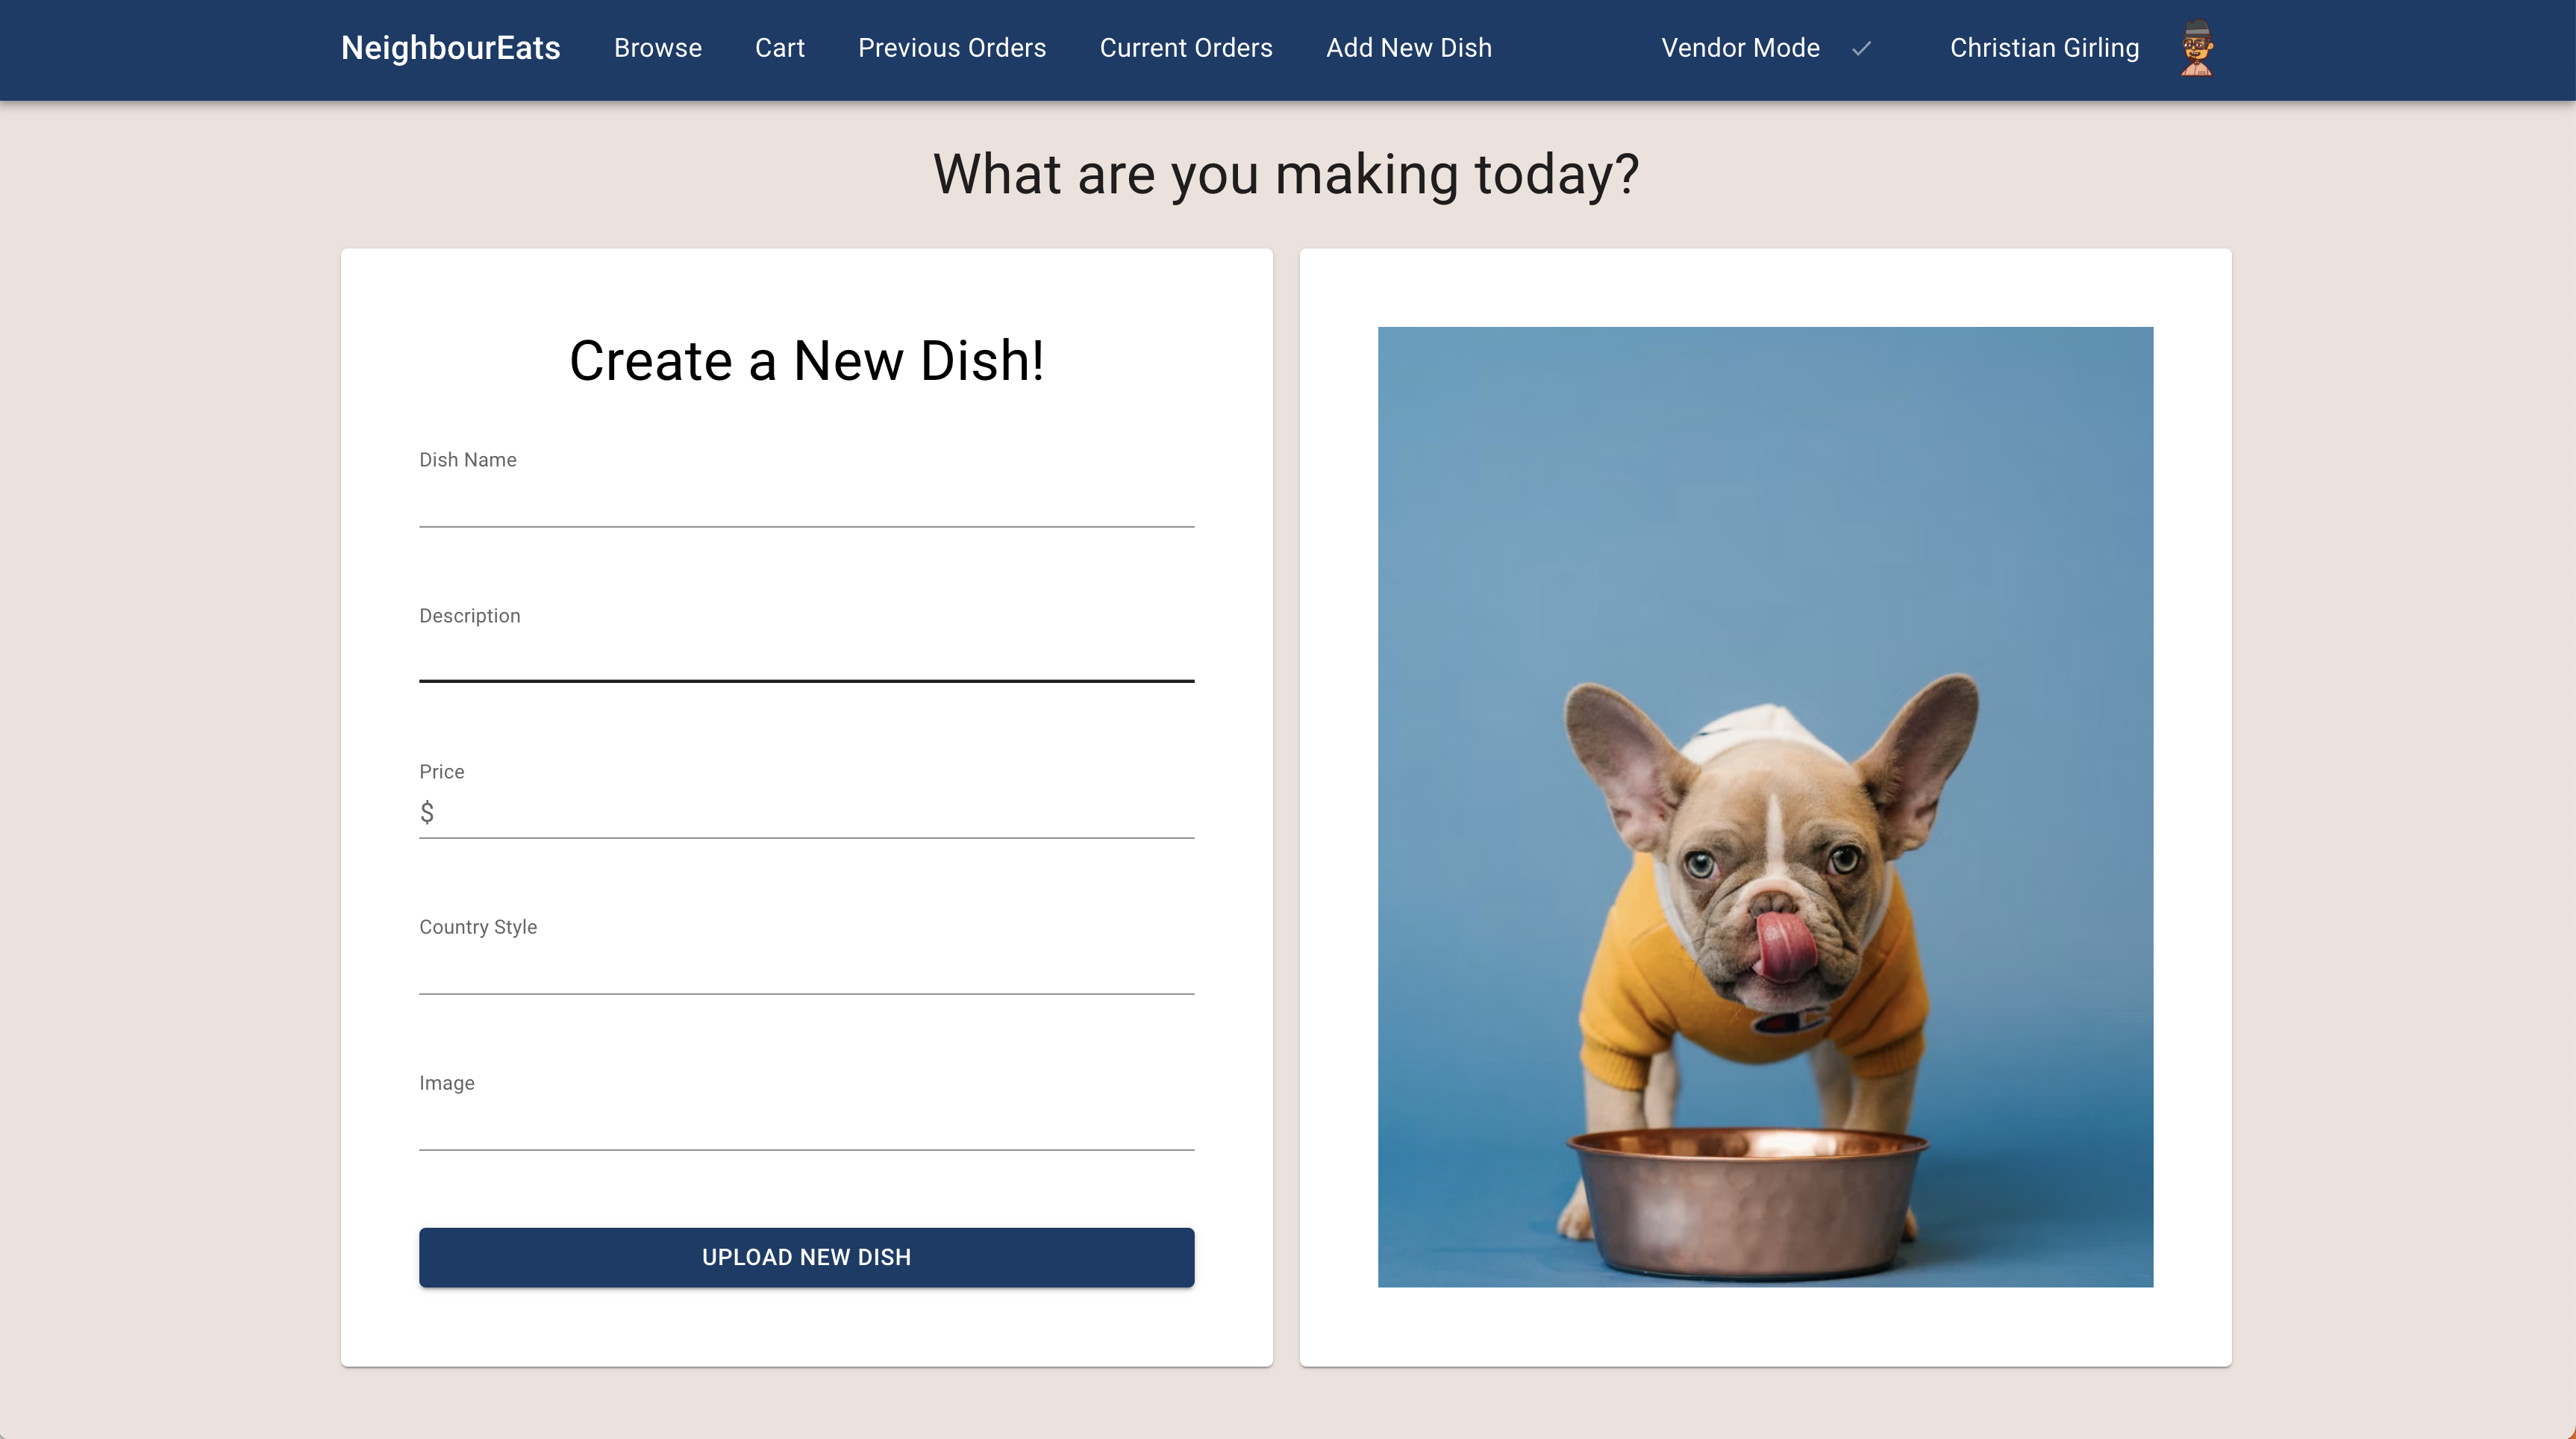 NeighbourEats Browse Cart Previous Orders Current Orders Add New Dish Vendor Mode Christian Girling
What are you making today?
Create a New Dish!
Dish Name
Description
Price
$
Country Style
Image
UPLOAD NEW DISH